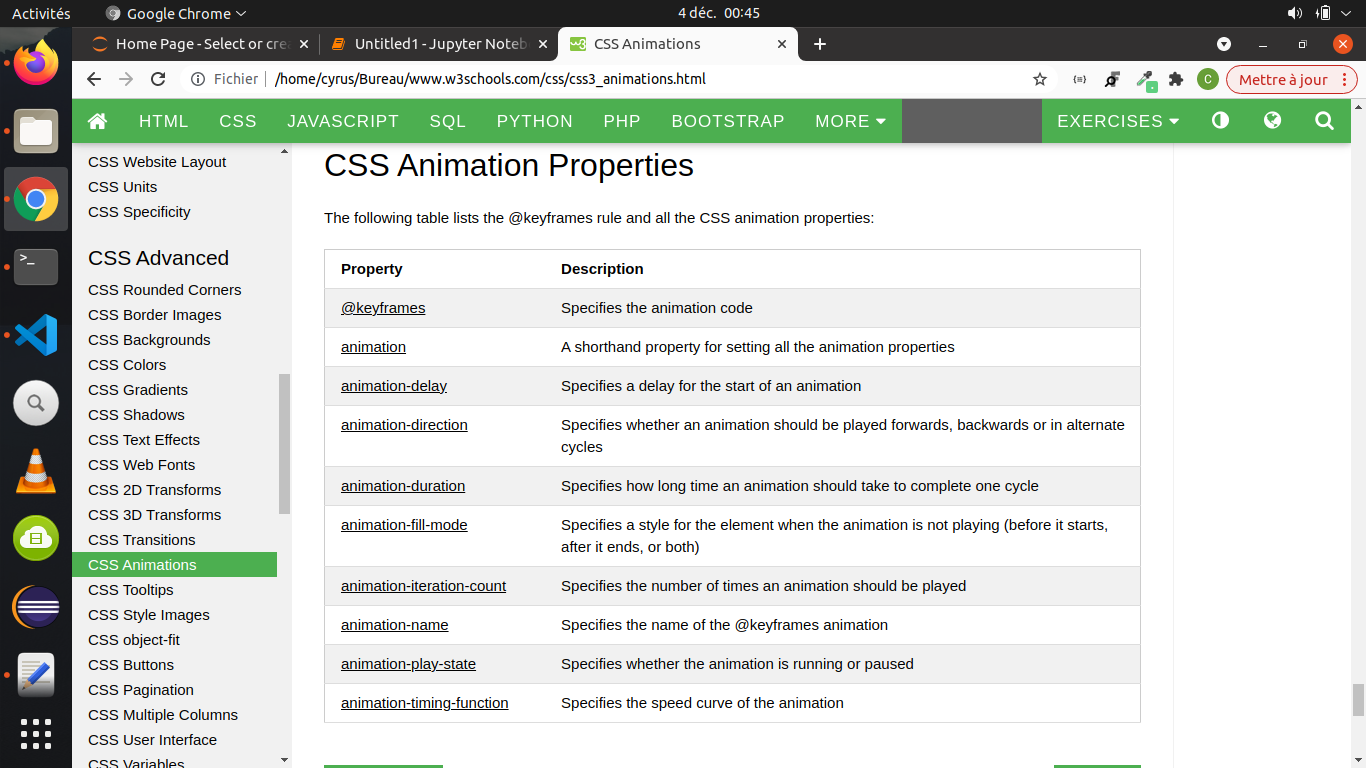 Activités
Google Chrome
4 déc. 00:45
Home Page - Select or cre
Untitled1 - Jupyter Noteb
CSS Animations
Fichier
/home/cyrus/Bureau/www.w3schools.com/css/css3_animations.html
C
Mettre à jour
HTML
CSS
JAVASCRIPT
SQL
PYTHON
PHP
BOOTSTRAP
MORE
EXERCISES
CSS Website Layout
CSS Units
CSS Specificity
CSS Advanced
CSS Rounded Corners
CSS Border Images
CSS Backgrounds
CSS Colors
CSS Gradients
CSS Shadows
CSS Text Effects
CSS Web Fonts
CSS 2D Transforms
CSS 3D Transforms
CSS Transitions
CSS Animations
CSS Tooltips
CSS Style Images
CSS object-fit
CSS Buttons
CSS Pagination
CSS Multiple Columns
CSS User Interface
CSS Variables
CSS Animation Properties
The following table lists the @keyframes rule and all the CSS animation properties:
Property Description
@keyframes Specifies the animation code
animation A shorthand property for setting all the animation properties
animation-delay Specifies a delay for the start of an animation
animation-direction Specifies whether an animation should be played forwards, backwards or in alternate
cycles
animation-duration Specifies how long time an animation should take to complete one cycle
animation-fill-mode Specifies a style for the element when the animation is not playing (before it starts,
after it ends, or both)
animation-iteration-count Specifies the number of times an animation should be played
animation-name Specifies the name of the @keyframes animation
animation-play-state Specifies whether the animation is running or paused
animation-timing-function Specifies the speed curve of the animation